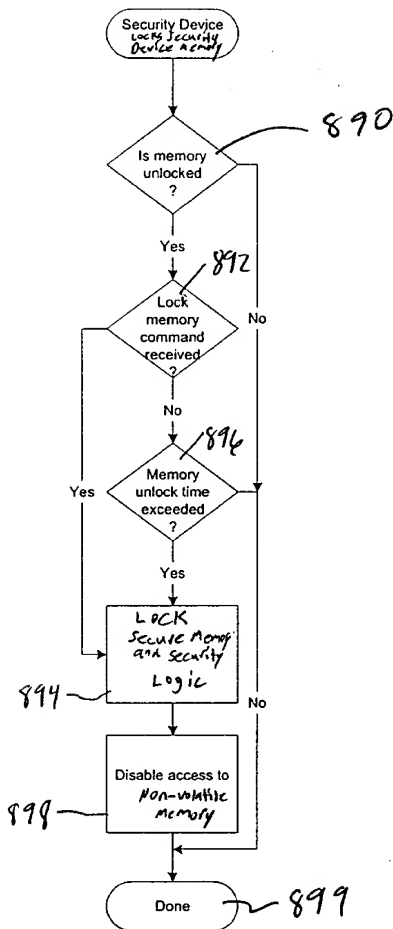 Security Device
Locks Security
Device Memory
890
Is memory
unlocked
?
Yes
892
Lock
memory
command
received
?
No
No
896
Memory
unlock time
exceeded
?
Yes
Yes
LOCK
Secure Memory
and Security
Logic
894
No
Disable access to
Non-volatile
Memory
898
Done
899